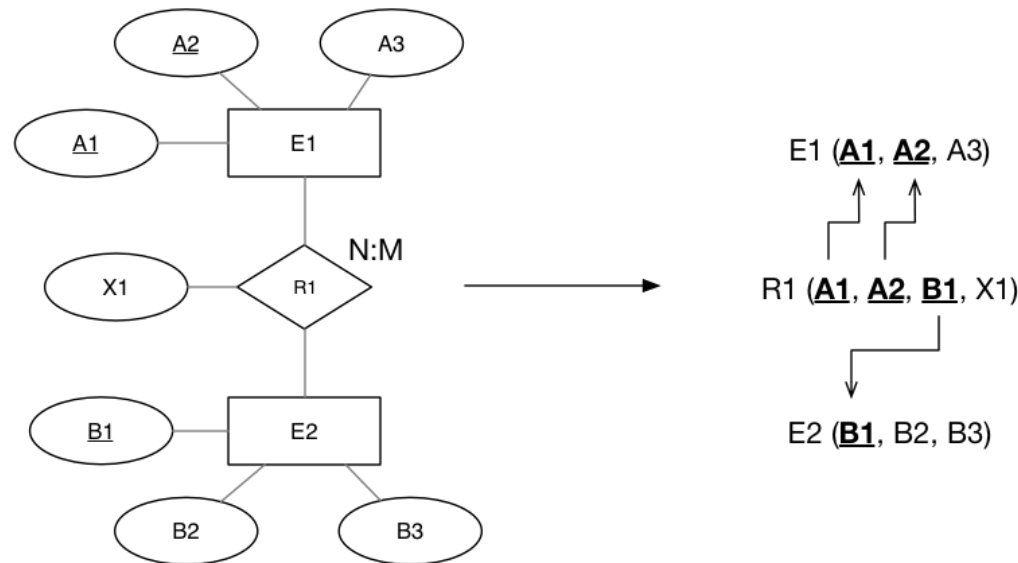 A2
A3
A1
E1
N:M
X1
R1
B1
E2
B2
B3
E1 (A1, A2, A3)
R1 (A1, A2, B1, X1)
E2 (B1, B2, B3)